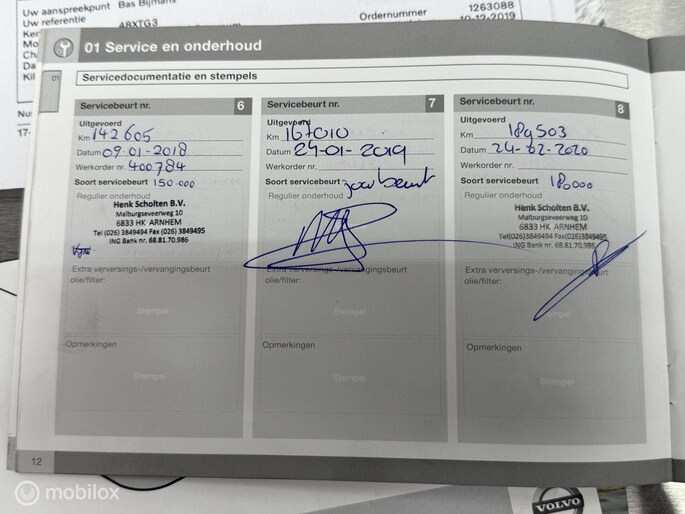 Uw aanspreekpunt Bas Bijmans
Uw referentie
48XTG3
Ordernummer 1263088
10-12-2019
01 Service en onderhoud
01
Servicedocumentatie en stempels
Servicebeurt nr. 6
Uitgevoerd
Km 142605
Datum 09-01-2018
Werkorder nr. 400784
Soort servicebeurt 150.000
Regulier onderhoud
Henk Scholten B.V.
Malburgseveerweg 10
6833 HK ARNHEM
Tel (026) 3849494 Fax (026) 3849495
ING Bank nr. 68.81.70.986
Extra verversings-/vervangingsbeurt
olie/filter:
Stempel
Opmerkingen
Stempel
Servicebeurt nr. 7
Uitgevoerd
Km 167010
Datum 24-01-2019
Werkorder nr.
Soort servicebeurt
Regulier onderhoud
Extra verversings-/vervangingsbeurt
olie/filter:
Stempel
Opmerkingen
Stempel
Servicebeurt nr. 8
Uitgevoerd
Km 189503
Datum 24-02-2020
Werkorder nr.
Soort servicebeurt 180000
Regulier onderhoud
Henk Scholten B.V.
Malburgseveerweg 10
6833 HK ARNHEM
Tel(026)3849494 Fax(026)3849495
ING Bank nr. 68.81.70.986
Extra verversings-/vervangingsbeurt
olie/filter:
Stempel
Opmerkingen
Stempel
12
mobilox
VOLVO